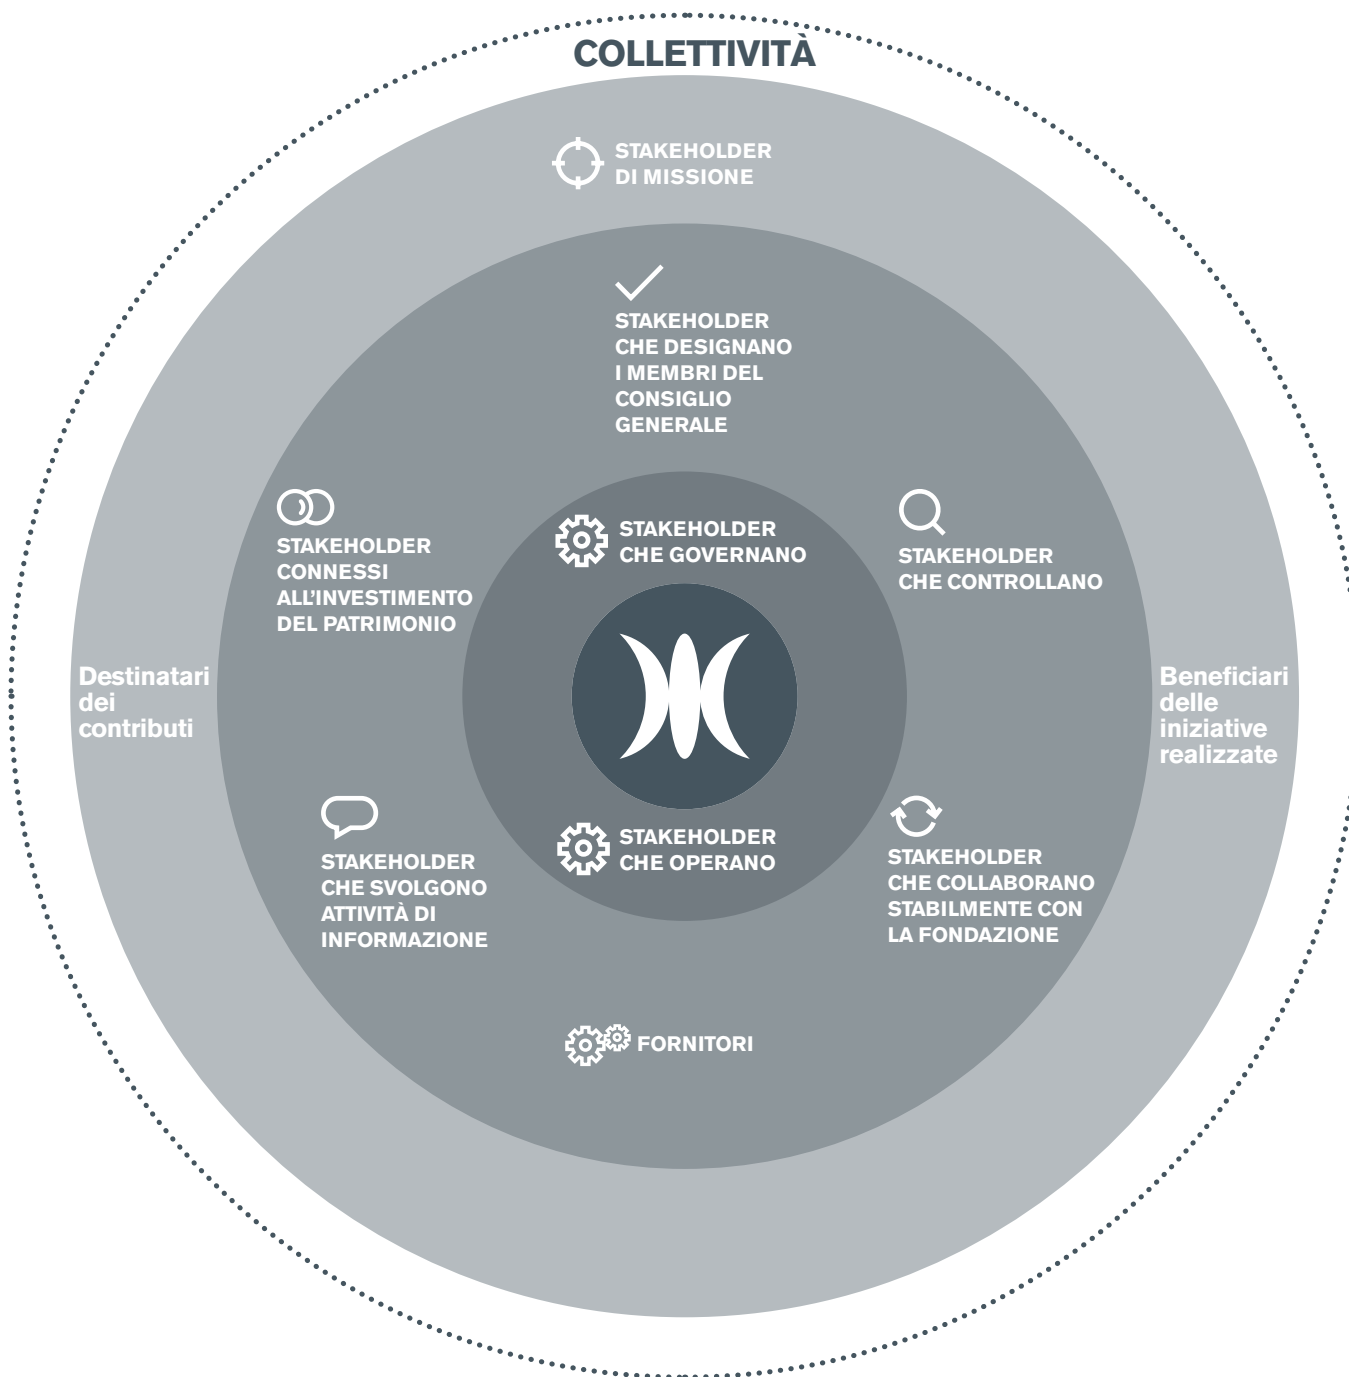 COLLETTIVITÀ
STAKEHOLDER
DI MISSIONE
STAKEHOLDER
CHE DESIGNANO
I MEMBRI DEL
CONSIGLIO
GENERALE
STAKEHOLDER
CONNESSI
ALL’INVESTIMENTO
DEL PATRIMONIO
STAKEHOLDER
CHE GOVERNANO
STAKEHOLDER
CHE CONTROLLANO
Destinatari
dei
contributi
Beneficiari
delle
iniziative
realizzate
STAKEHOLDER
CHE SVOLGONO
ATTIVITÀ DI
INFORMAZIONE
STAKEHOLDER
CHE OPERANO
STAKEHOLDER
CHE COLLABORANO
STABILMENTE CON
LA FONDAZIONE
FORNITORI